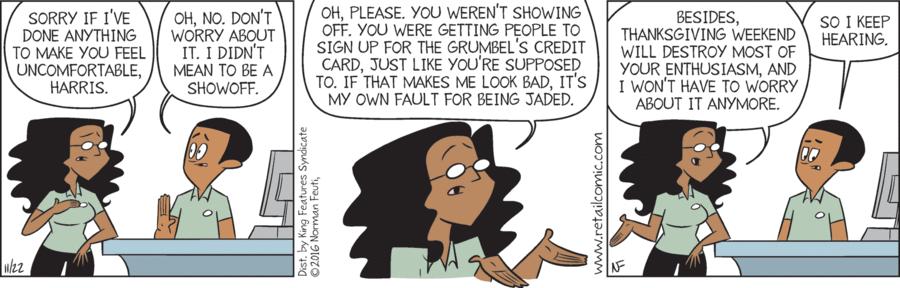 SORRY IF I'VE
DONE ANYTHING
TO MAKE YOU FEEL
UNCOMFORTABLE,
HARRIS.
OH, NO. DON'T
WORRY ABOUT
IT. I DIDN'T
MEAN TO BE A
SHOWOFF.
11/22
Dist. by King Features Syndicate
©2016 Norman Feuti,
OH, PLEASE. YOU WEREN'T SHOWING
OFF. YOU WERE GETTING PEOPLE TO
SIGN UP FOR THE GRUMBEL'S CREDIT
CARD, JUST LIKE YOU'RE SUPPOSED
TO. IF THAT MAKES ME LOOK BAD, IT'S
MY OWN FAULT FOR BEING JADED.
www.retailcomic.com
BESIDES,
THANKSGIVING WEEKEND
WILL DESTROY MOST OF
YOUR ENTHUSIASM, AND
I WON'T HAVE TO WORRY
ABOUT IT ANYMORE.
SO I KEEP
HEARING.
NF